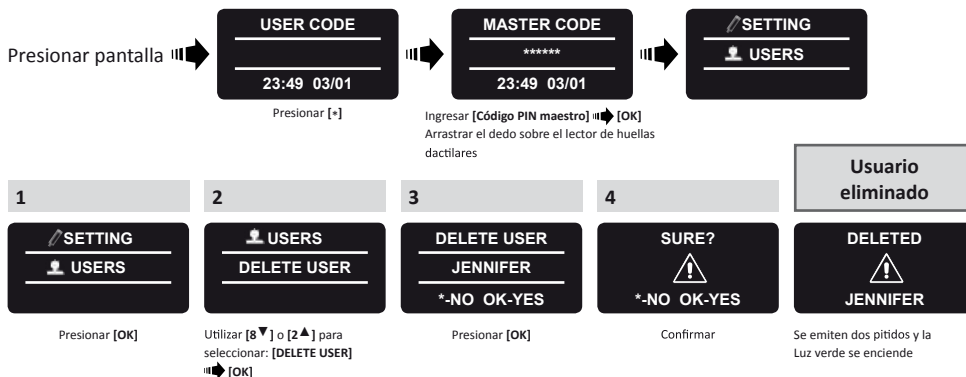 Presionar pantalla
USER CODE
23:49 03/01
Presionar [*]
MASTER CODE
******
23:49 03/01
Ingresar [Código PIN maestro] [OK]
Arrastrar el dedo sobre el lector de huellas
dactilares
SETTING
USERS
1
SETTING
USERS
Presionar [OK]
2
USERS
DELETE USER
Utilizar [8▼] o [2▲] para
seleccionar: [DELETE USER]
[OK]
3
DELETE USER
JENNIFER
*-NO OK-YES
Presionar [OK]
4
SURE?
*-NO OK-YES
Confirmar
Usuario
eliminado
DELETED
JENNIFER
Se emiten dos pitidos y la
Luz verde se enciende